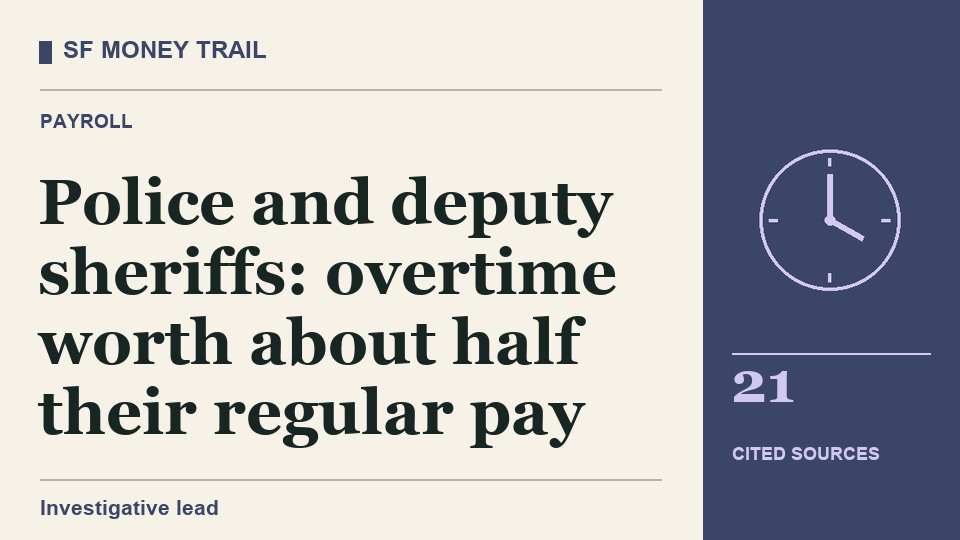 SF MONEY TRAIL
PAYROLL
Police and deputy
sheriffs: overtime
worth about half
their regular pay
Investigative lead
21
CITED SOURCES